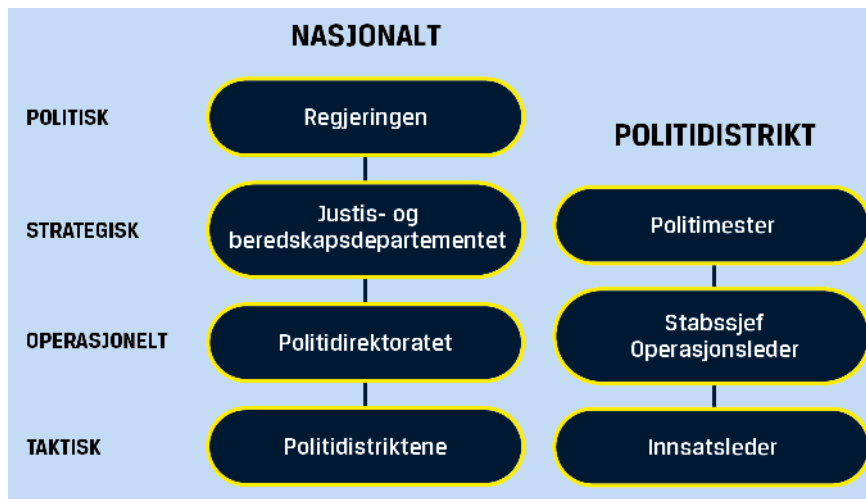 NASJONALT
POLITISK
Regjeringen
POLITIDISTRIKT
STRATEGISK
Justis- og
beredskapsdepartementet
Politimester
OPERASJONELT
Politidirektoratet
Stabssjef
Operasjonsleder
TAKTISK
Politidistriktene
Innsatsleder